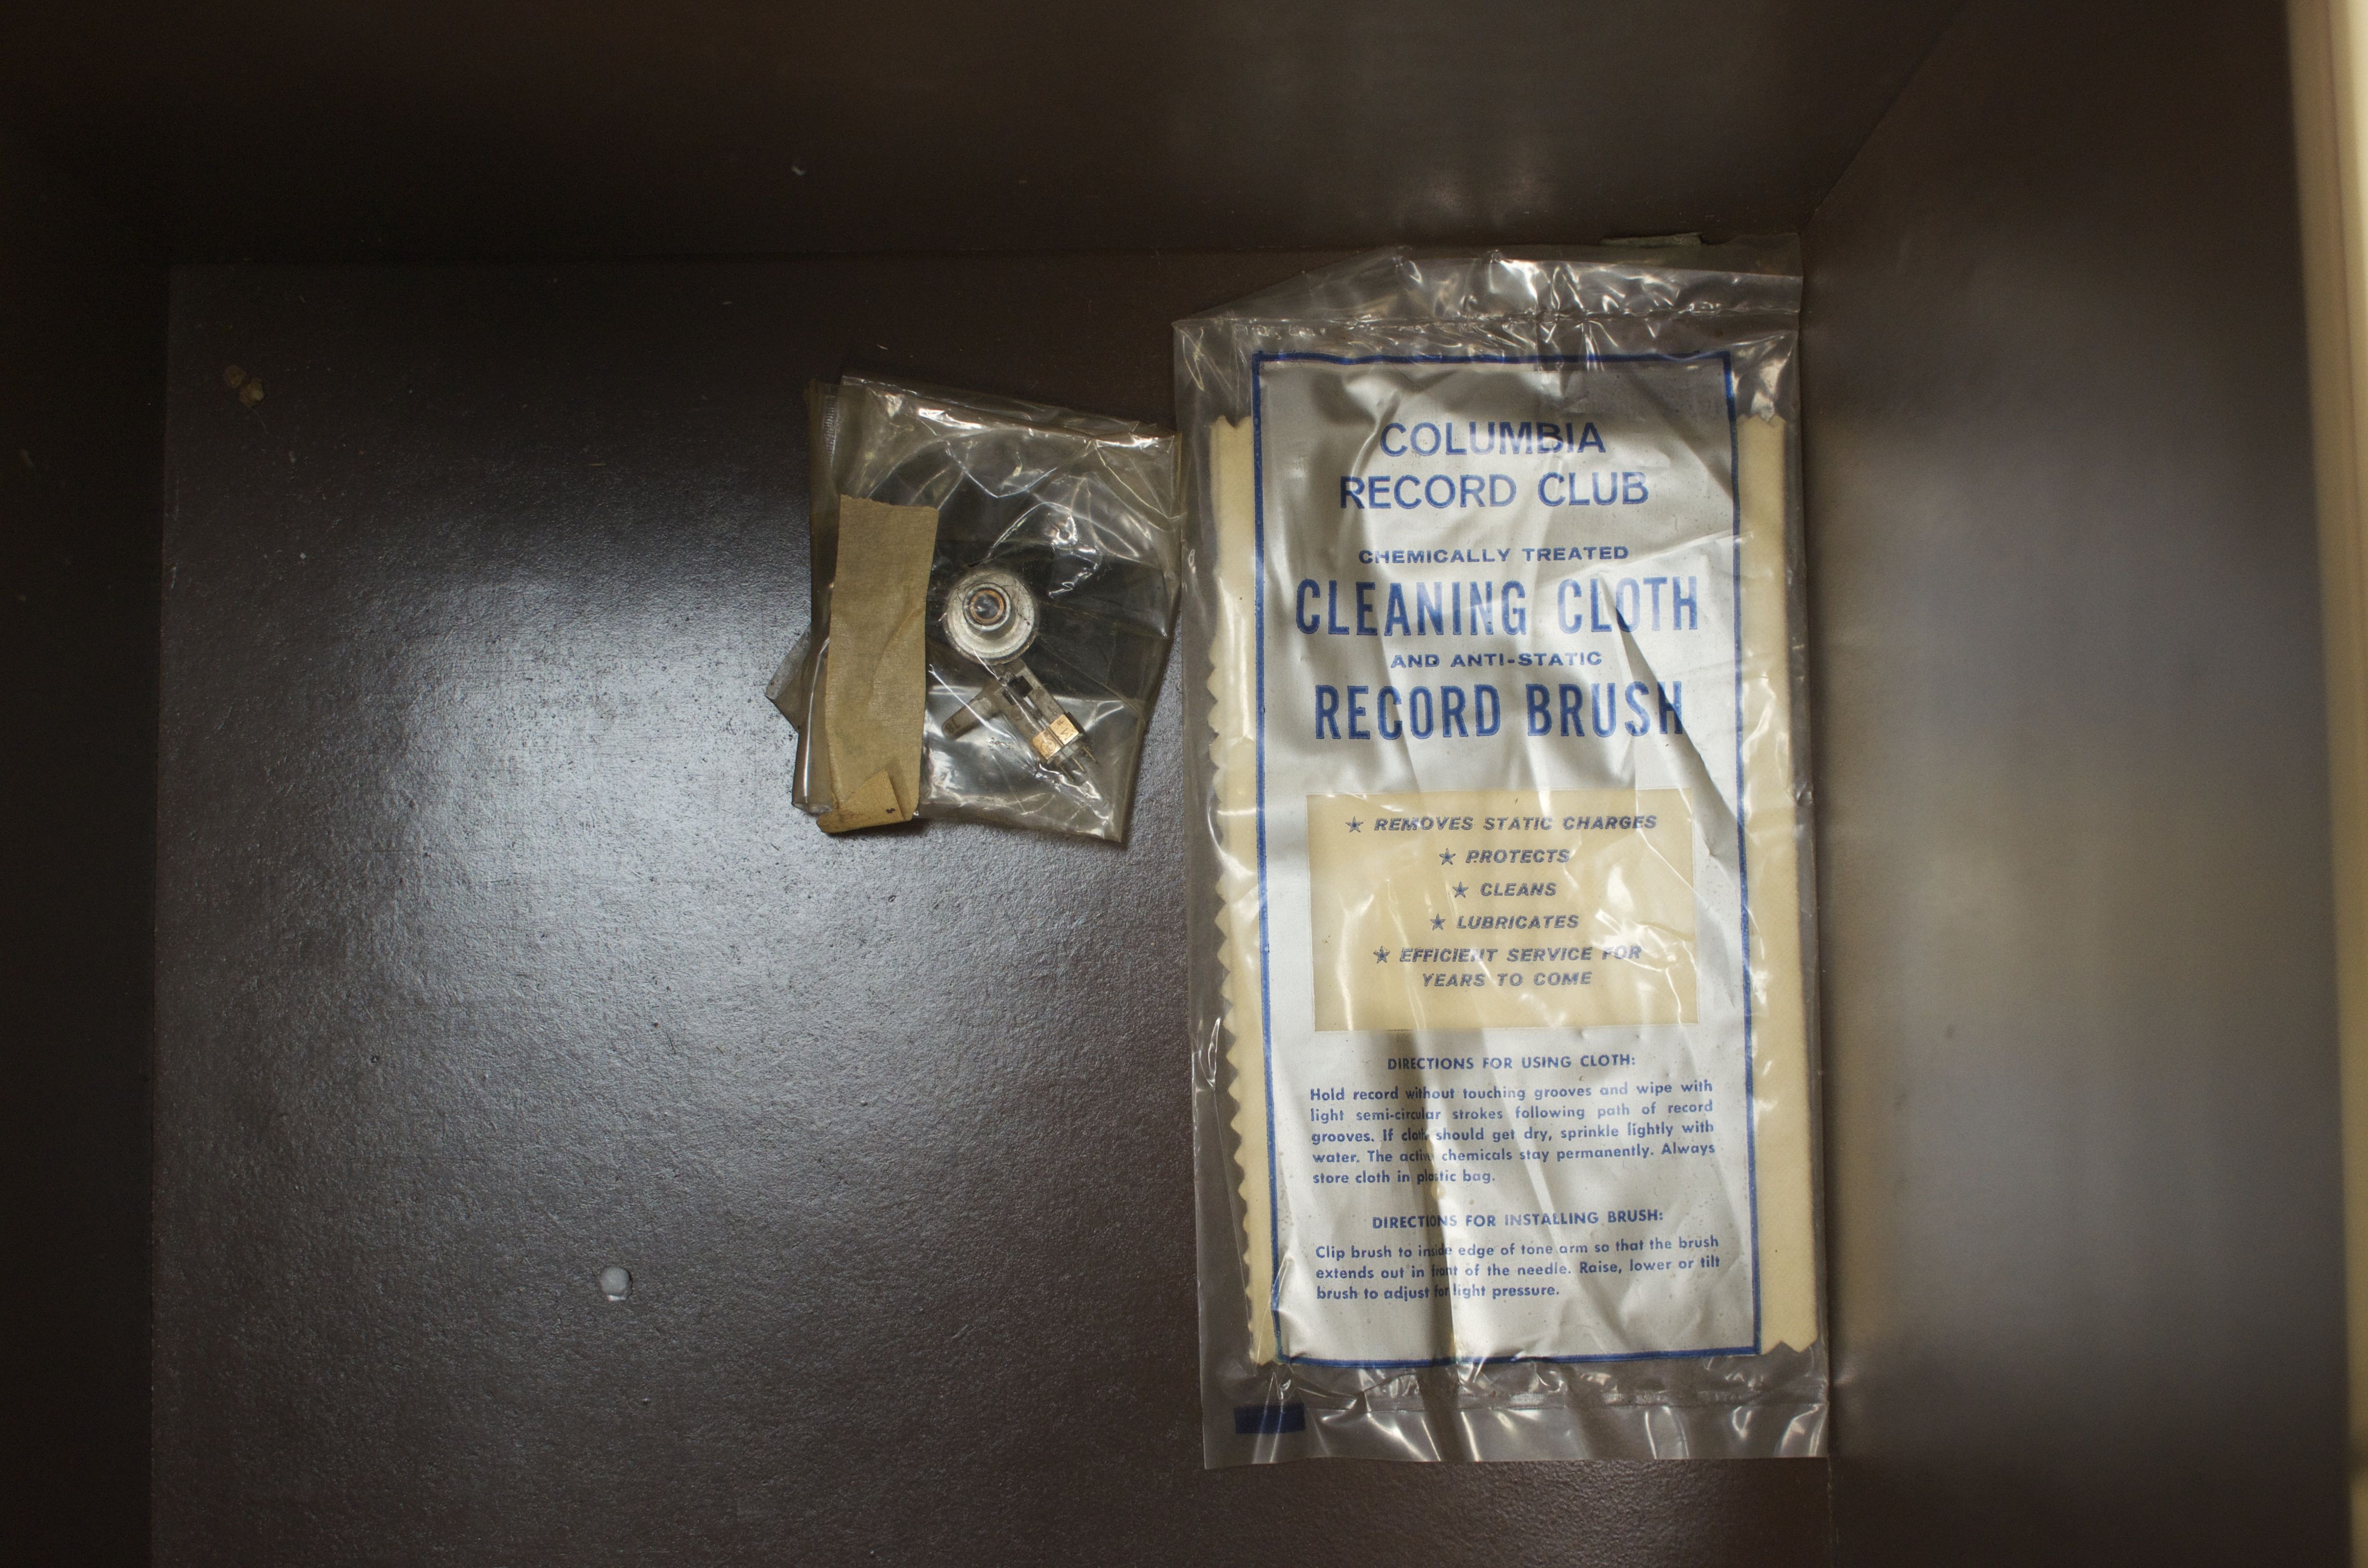 COLUMBIA
RECORD CLUB
CHEMICALLY TREATED
CLEANING CLOTH
AND ANTI-STATIC
RECORD BRUSH
★ REMOVES STATIC CHARGES
★ PROTECTS
★ CLEANS
★ LUBRICATES
★ EFFICIENT SERVICE FOR
YEARS TO COME
DIRECTIONS FOR USING CLOTH:
Hold record without touching grooves and wipe with
light semi-circular strokes following path of record
grooves. If cloth should get dry, sprinkle lightly with
water. The active chemicals stay permanently. Always
store cloth in plastic bag.
DIRECTIONS FOR INSTALLING BRUSH:
Clip brush to inside edge of tone arm so that the brush
extends out in front of the needle. Raise, lower or tilt
brush to adjust for light pressure.